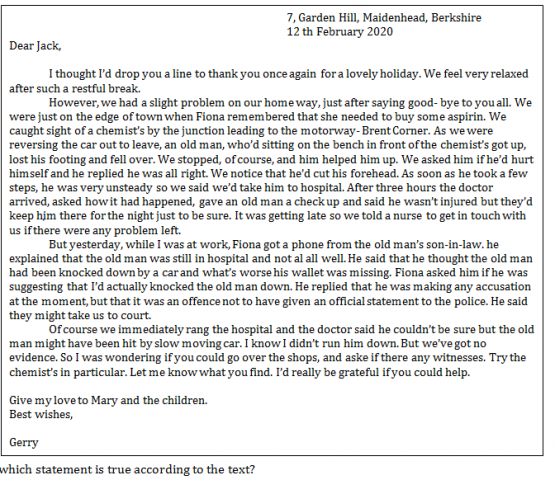 7, Garden Hill, Maidenhead, Berkshire
12 th February 2020
Dear Jack,
I thought I'd drop you a line to thank you once again for a lovely holiday. We feel very relaxed
after such a restful break.
However, we had a slight problem on our home way, just after saying good- bye to you all. We
were just on the edge of town when Fiona remembered that she needed to buy some aspirin. We
caught sight of a chemist's by the junction leading to the motorway- Brent Corner. As we were
reversing the car out to leave, an old man, who'd sitting on the bench in front of the chemist's got up,
lost his footing and fell over. We stopped, of course, and him helped him up. We asked him if he'd hurt
himself and he replied he was all right. We notice that he'd cut his forehead. As soon as he took a few
steps, he was very unsteady so we said we'd take him to hospital. After three hours the doctor
arrived, asked how it had happened, gave an old man a check up and said he wasn't injured but they'd
keep him there for the night just to be sure. It was getting late so we told a nurse to get in touch with
us if there were any problem left.
But yesterday, while I was at work, Fiona got a phone from the old man's son-in-law. he
explained that the old man was still in hospital and not al all well. He said that he thought the old man
had been knocked down by a car and what's worse his wallet was missing. Fiona asked him if he was
suggesting that I'd actually knocked the old man down. He replied that he was making any accusation
at the moment, but that it was an offence not to have given an official statement to the police. He said
they might take us to court.
Of course we immediately rang the hospital and the doctor said he couldn't be sure but the old
man might have been hit by slow moving car. I know I didn't run him down. But we've got no
evidence. So I was wondering if you could go over the shops, and aske if there any witnesses. Try the
chemist's in particular. Let me know what you find. I'd really be grateful if you could help.
Give my love to Mary and the children.
Best wishes,
Gerry
which statement is true according to the text?